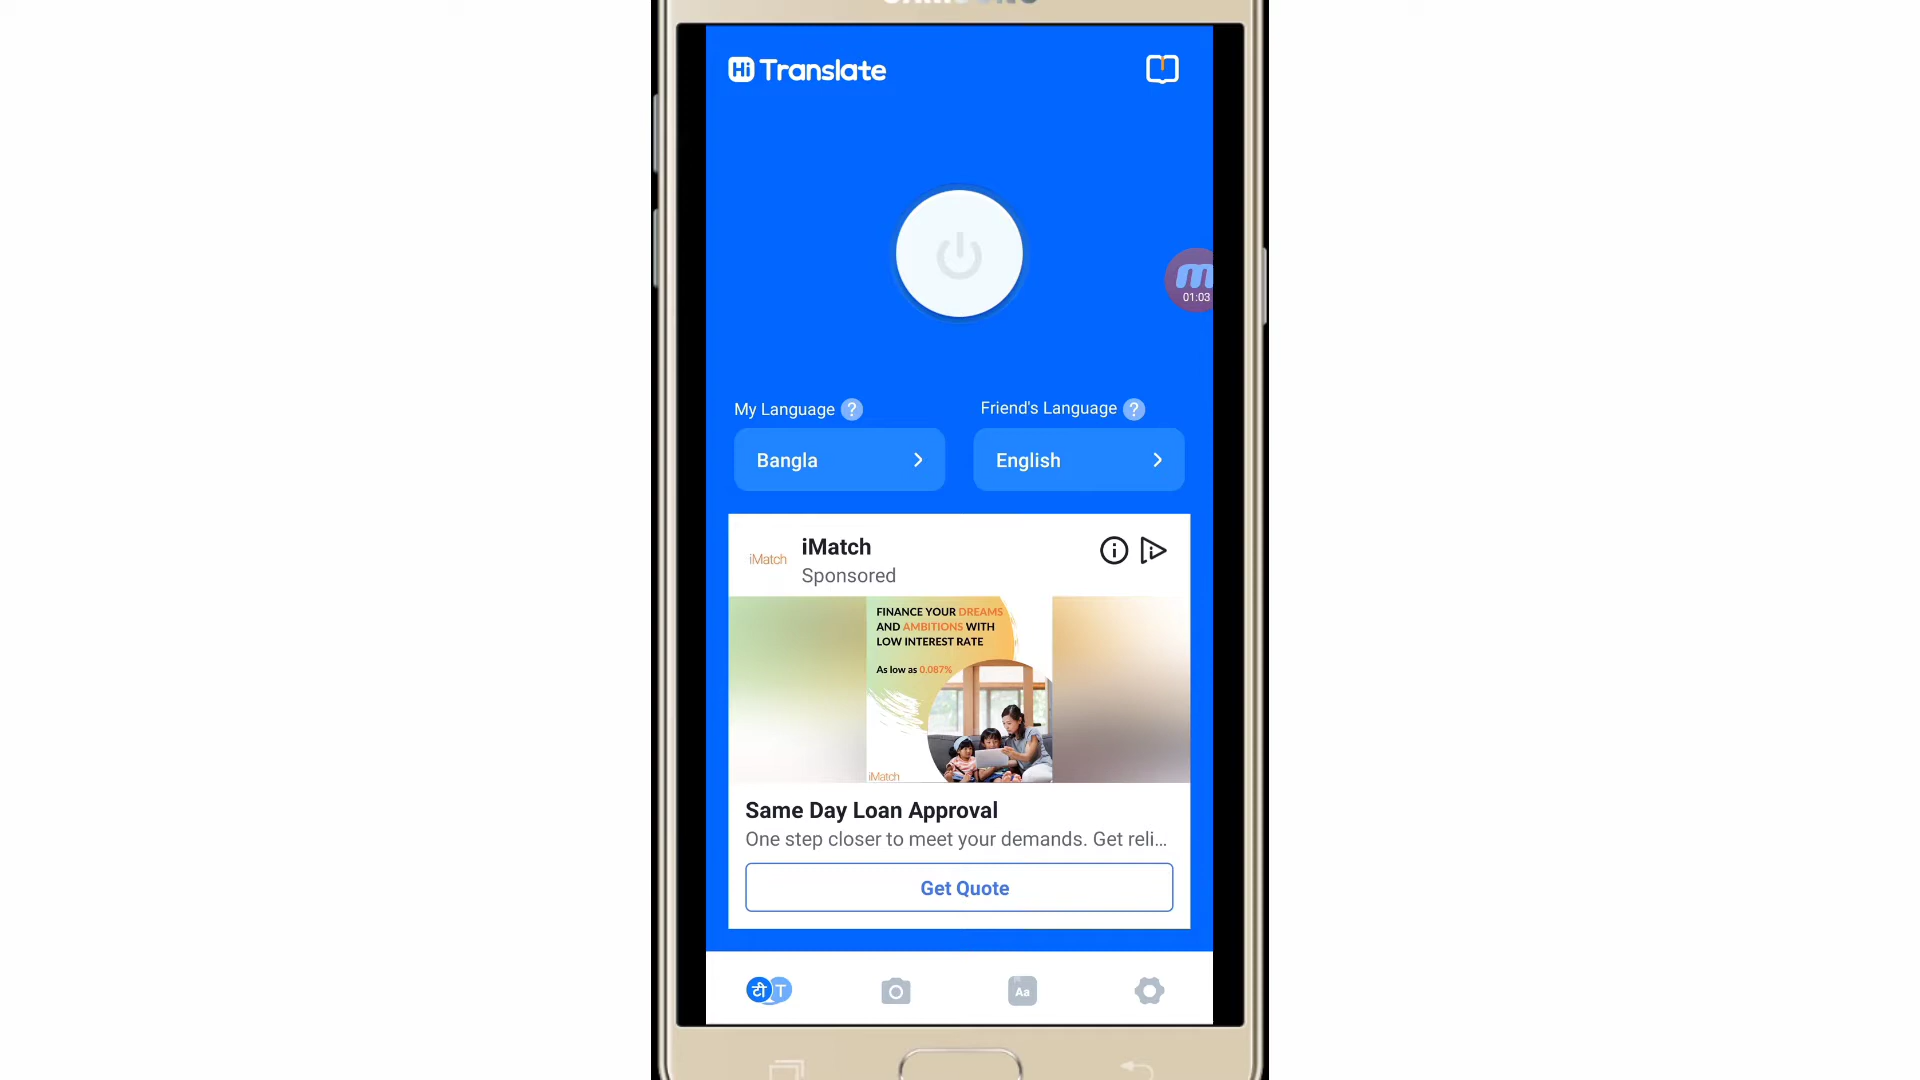 Hi Translate
01:03
My Language ?
Friend's Language ?
Bangla
English
iMatch
iMatch
Sponsored
FINANCE YOUR DREAMS
AND AMBITIONS WITH
LOW INTEREST RATE
As low as 0.087%
iMatch
Same Day Loan Approval
One step closer to meet your demands. Get reli...
Get Quote
टी T
Aa